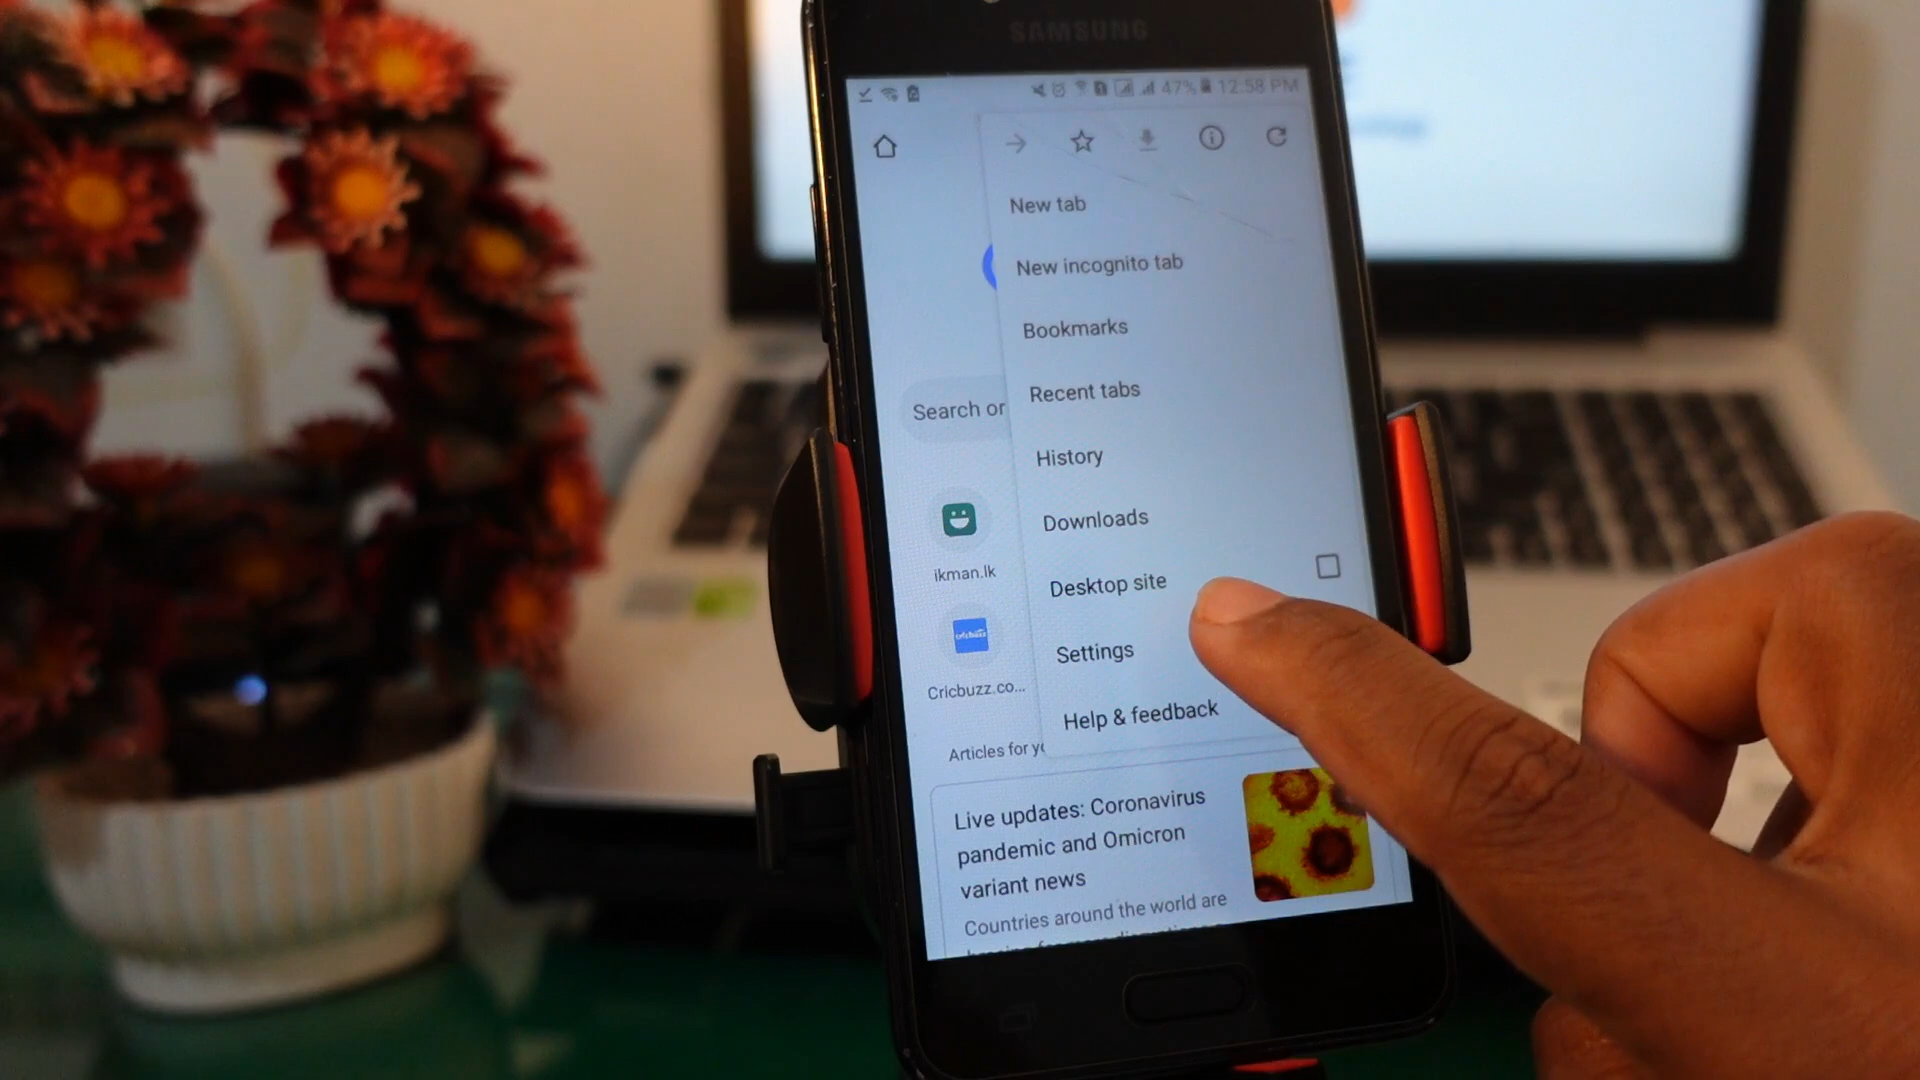 SAMSUNG
47% 12:58 PM
New tab
New incognito tab
Bookmarks
Recent tabs
Search or
History
Downloads
ikman.lk
Desktop site
Settings
cricbuzz
Cricbuzz.co...
Help & feedback
Articles for yo
Live updates: Coronavirus
pandemic and Omicron
variant news
Countries around the world are